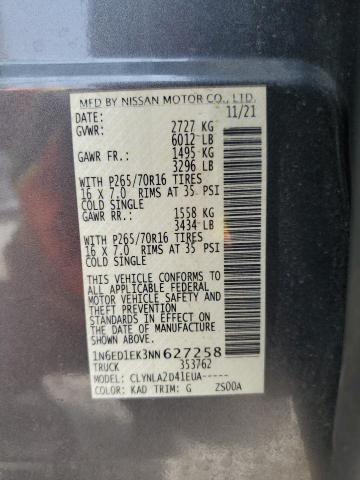 MFD BY NISSAN MOTOR CO., LTD.
DATE: 11/21
GVWR: 2727 KG
6012 LB
GAWR FR.: 1495 KG
3296 LB
WITH P265/70R16 TIRES
16 X 7.0 RIMS AT 35 PSI
COLD SINGLE
GAWR RR.: 1558 KG
3434 LB
WITH P265/70R16 TIRES
16 X 7.0 RIMS AT 35 PSI
COLD SINGLE
THIS VEHICLE CONFORMS TO
ALL APPLICABLE FEDERAL
MOTOR VEHICLE SAFETY
AND THEFT PREVENTION
STANDARDS IN EFFECT ON
THE DATE OF MANUFACTURE
SHOWN ABOVE.
1N6ED1EK3NN627258
TRUCK 353762
MODEL: CLYNLA2D41EUA-----
COLOR: KAD TRIM: G ZS00A